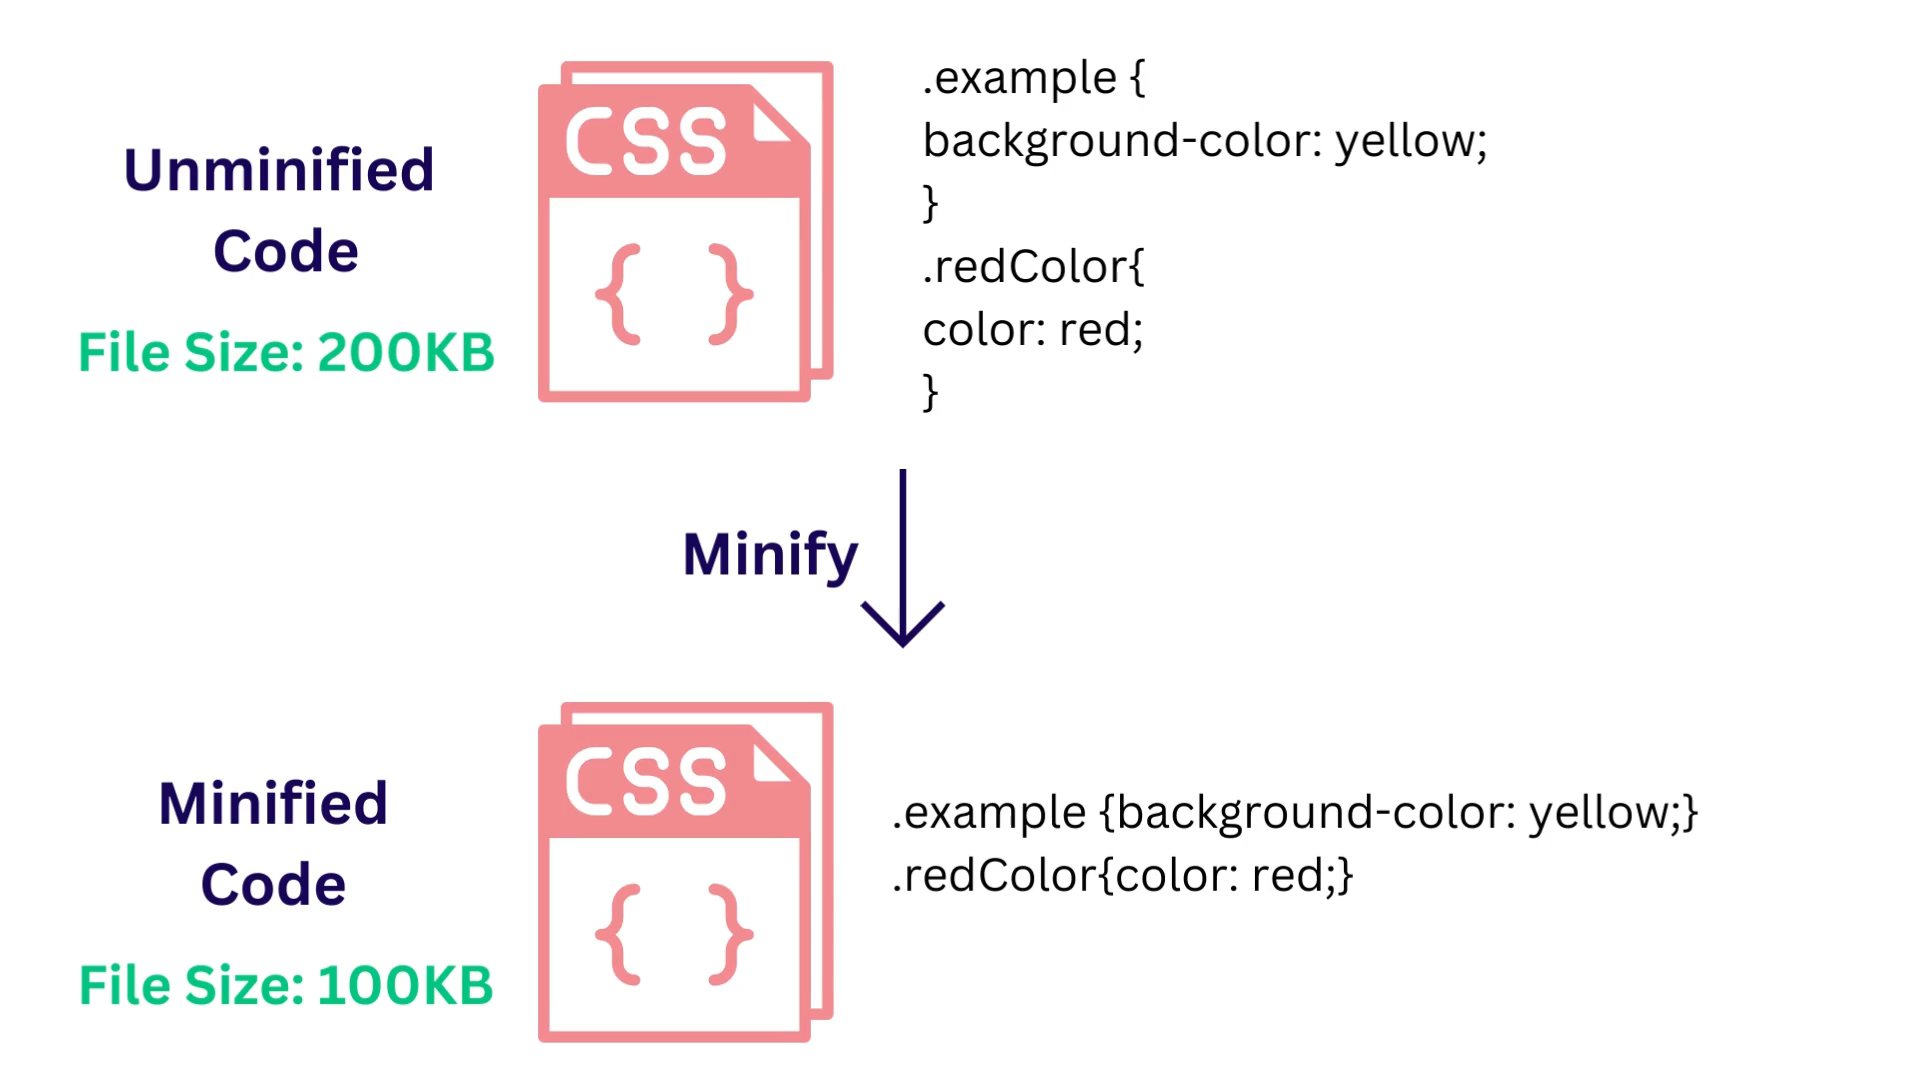 Unminified
Code
File Size: 200KB
CSS
{ }
.example {
background-color: yellow;
}
.redColor{
color: red;
}
Minify
Minified
Code
File Size: 100KB
CSS
{ }
.example {background-color: yellow;}
.redColor{color: red;}